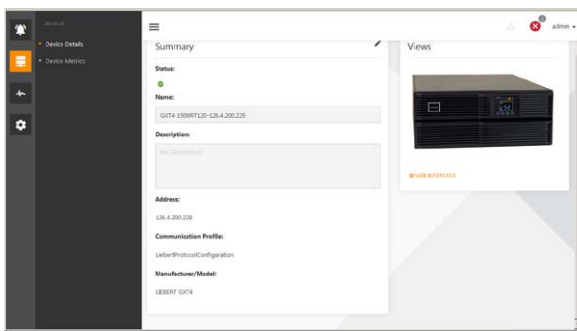 DEVICES
Device Details
Device Metrics
admin
Summary
Status:
Name:
GXT4-1500RT120-126.4.200.229
Description:
No Description
Address:
126.4.200.229
Communication Profile:
LiebertProtocolConfiguration
Manufacturer/Model:
LIEBERT GXT4
Views
WEB INTERFACE